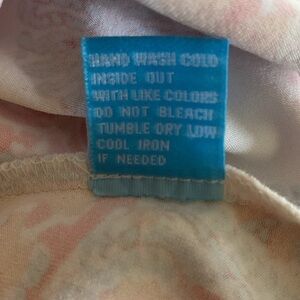 HAND WASH COLD
INSIDE OUT
WITH LIKE COLORS
DO NOT BLEACH
TUMBLE DRY LOW
COOL IRON
IF NEEDED